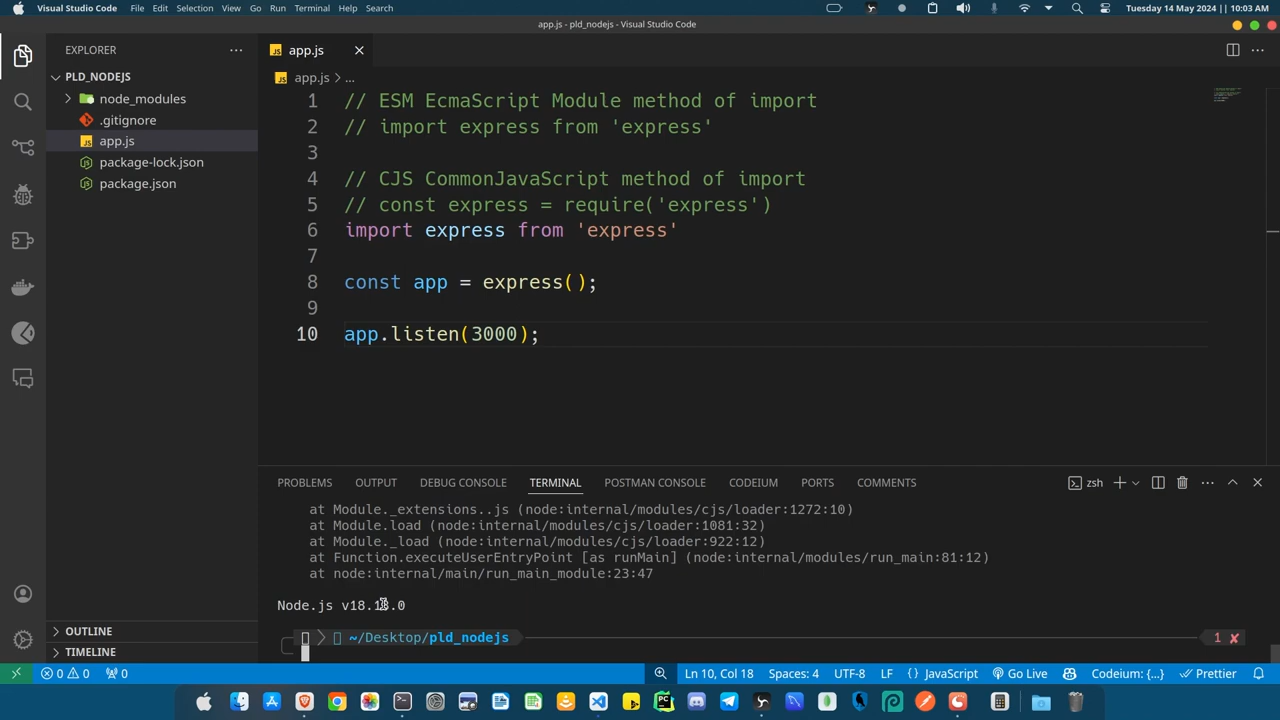 Visual Studio Code File Edit Selection View Go Run Terminal Help Search Tuesday 14 May 2024 || 10:03 AM
app.js - pld_nodejs - Visual Studio Code
EXPLORER
PLD_NODEJS
node_modules
.gitignore
JS app.js
package-lock.json
package.json
OUTLINE
TIMELINE
JS app.js
JS app.js > ...
1 // ESM EcmaScript Module method of import
2 // import express from 'express'
3
4 // CJS CommonJavaScript method of import
5 // const express = require('express')
6 import express from 'express'
7
8 const app = express();
9
10 app.listen(3000);
PROBLEMS OUTPUT DEBUG CONSOLE TERMINAL POSTMAN CONSOLE CODEIUM PORTS COMMENTS zsh
at Module._extensions..js (node:internal/modules/cjs/loader:1272:10)
at Module.load (node:internal/modules/cjs/loader:1081:32)
at Module._load (node:internal/modules/cjs/loader:922:12)
at Function.executeUserEntryPoint [as runMain] (node:internal/modules/run_main:81:12)
at node:internal/main/run_main_module:23:47
Node.js
~/Desktop/pld_nodejs 1 ✘
0 0 0 Ln 10, Col 18 Spaces: 4 UTF-8 LF {} JavaScript Go Live Codeium: {...} Prettier